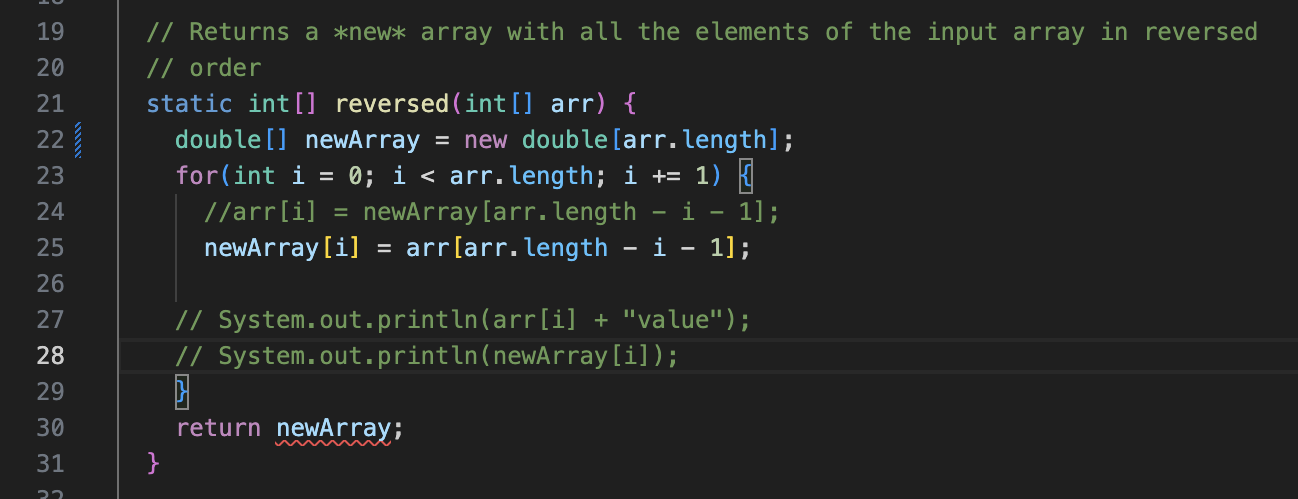 19 // Returns a *new* array with all the elements of the input array in reversed
20 // order
21 static int[] reversed(int[] arr) {
22 double[] newArray = new double[arr.length];
23 for(int i = 0; i < arr.length; i += 1) {
24 //arr[i] = newArray[arr.length - i - 1];
25 newArray[i] = arr[arr.length - i - 1];
26
27 // System.out.println(arr[i] + "value");
28 // System.out.println(newArray[i]);
29 }
30 return newArray;
31 }